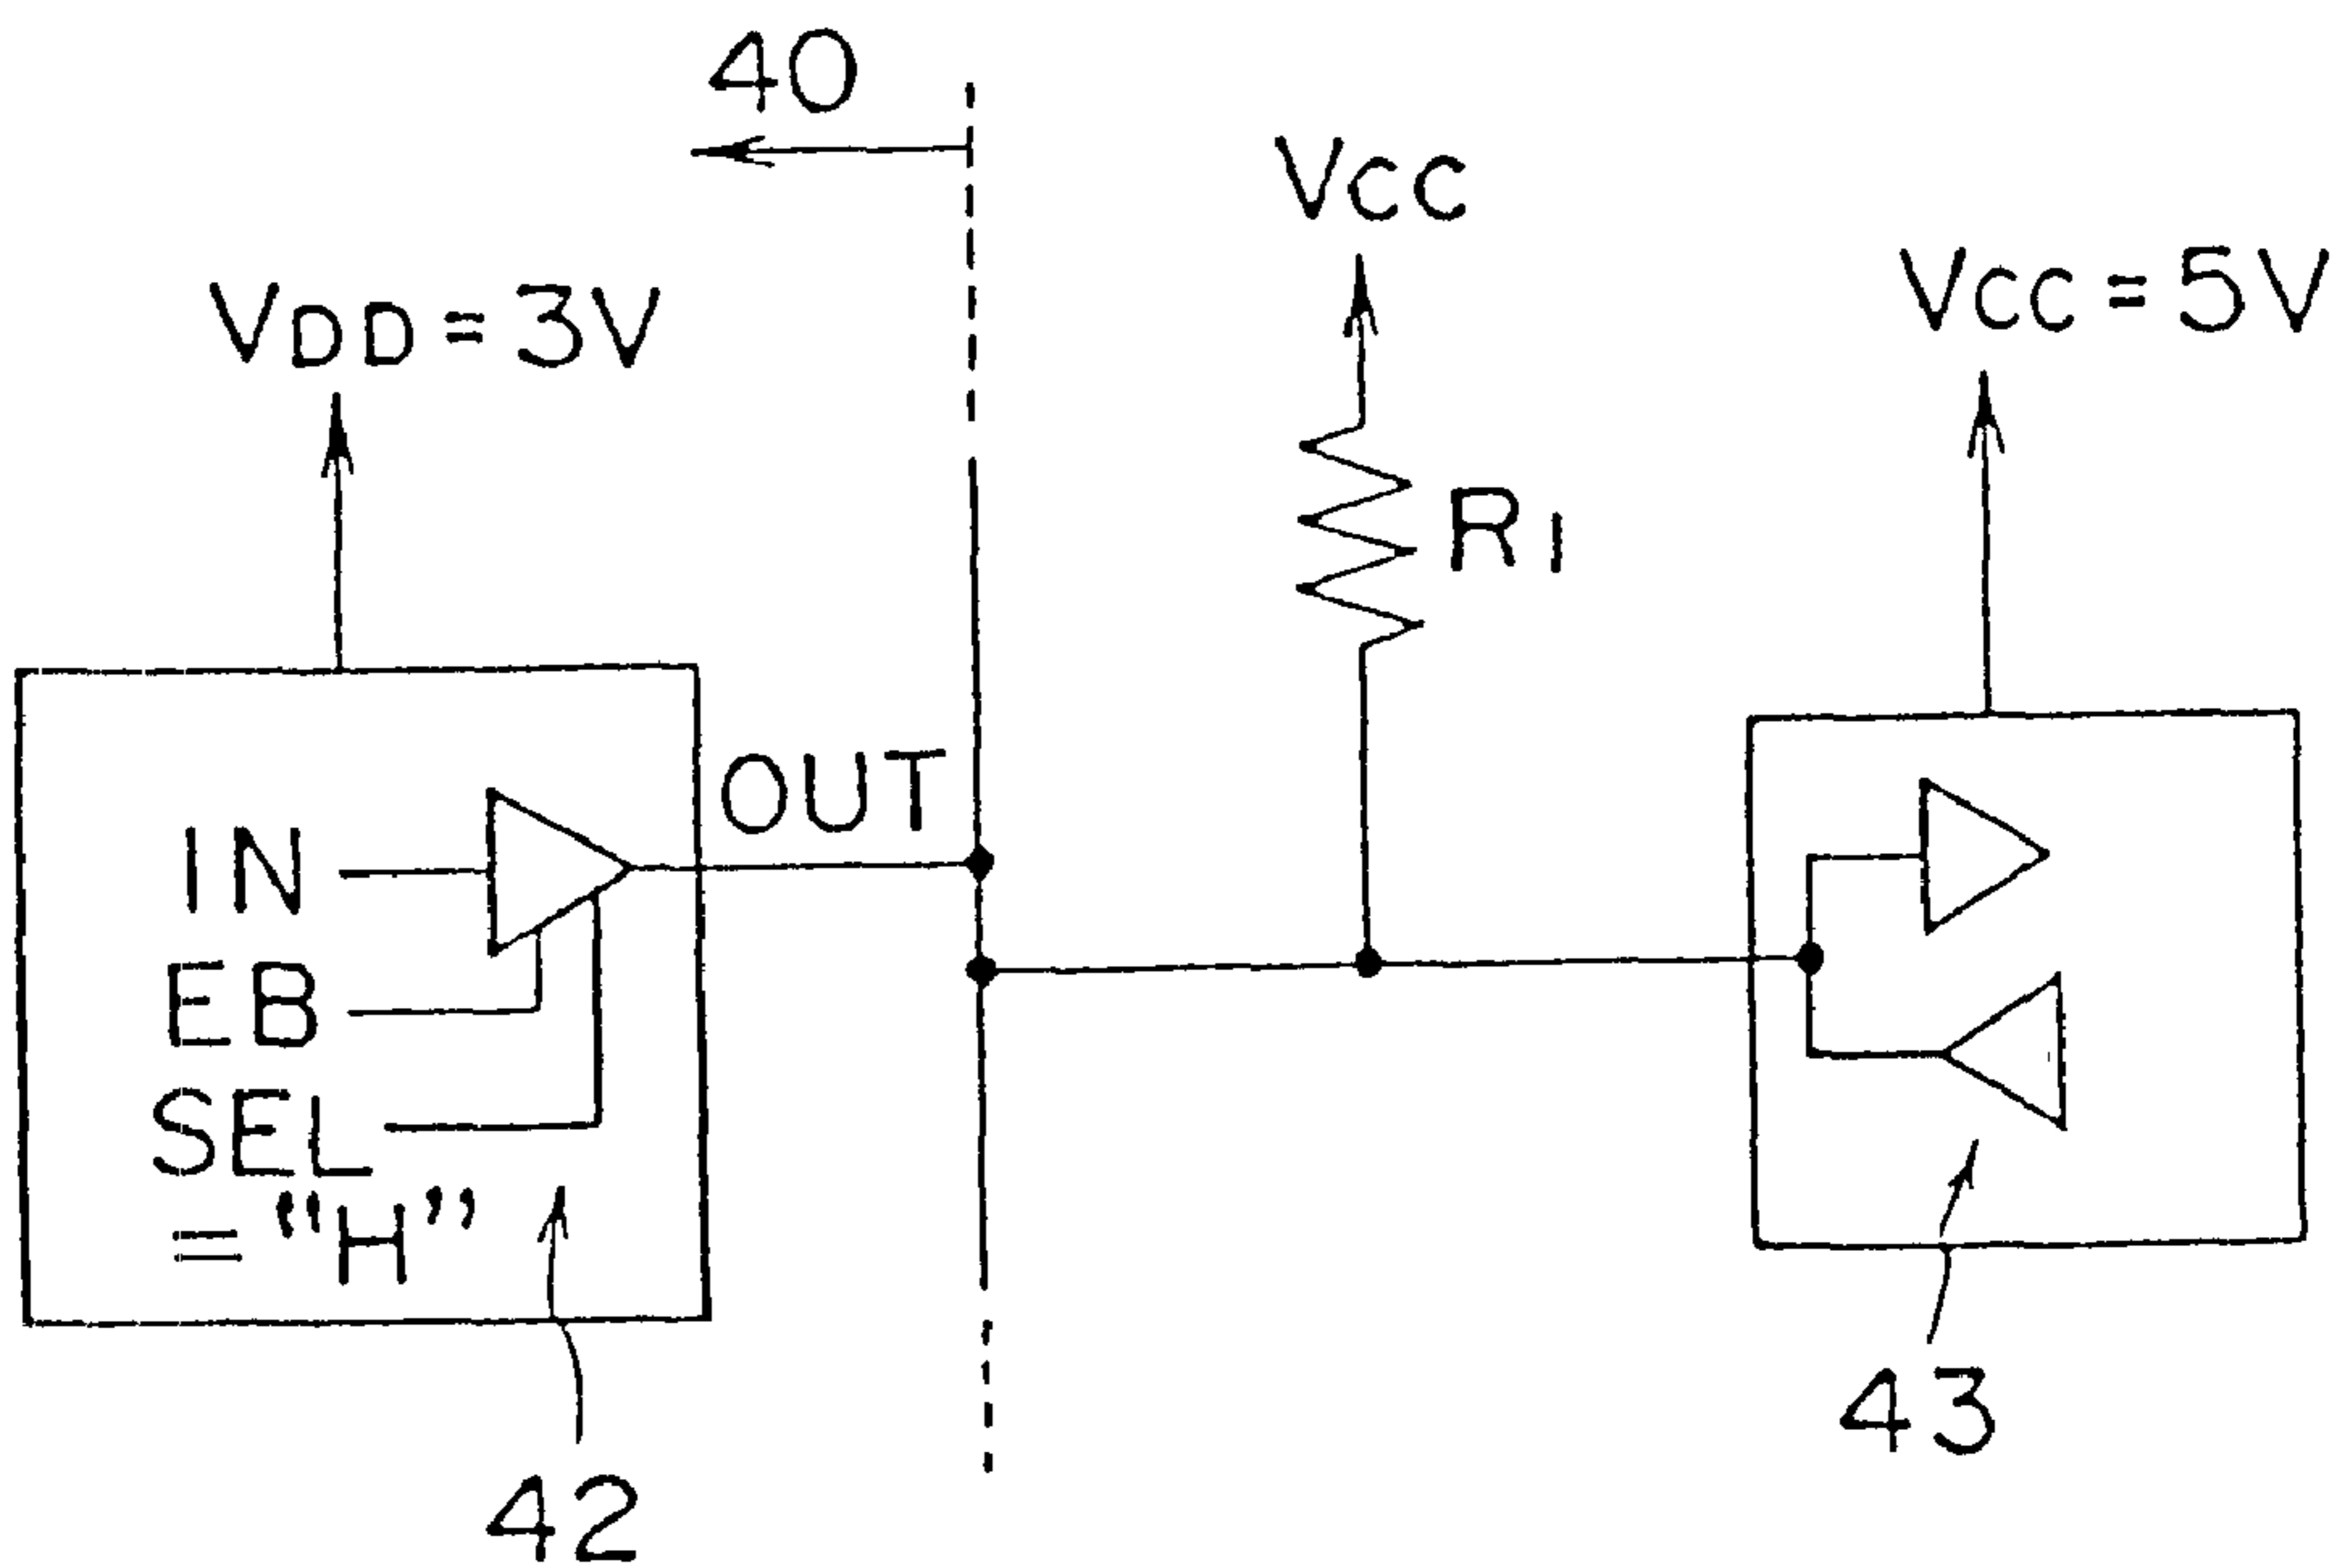 40
VCC
VCC=5V
VDD=3V
R1
OUT
IN
EB
SEL
="H"
43
42